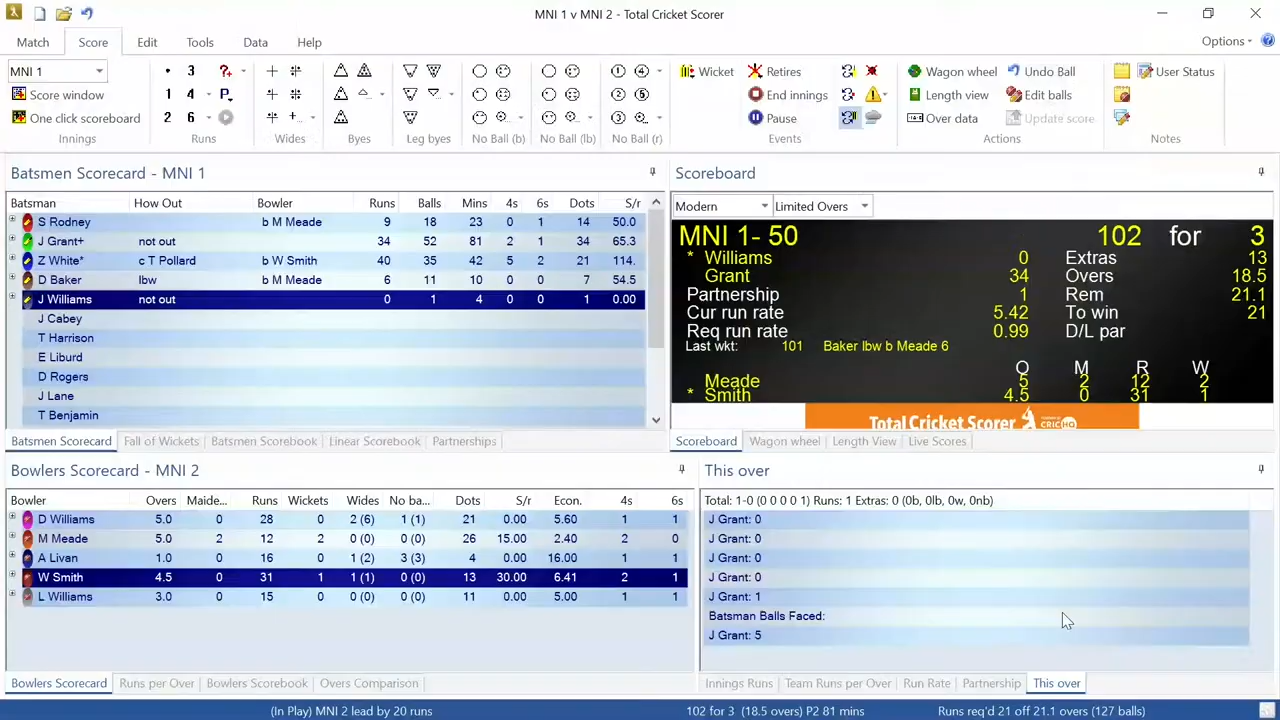 MNI 1 v MNI 2 - Total Cricket Scorer
Match Score Edit Tools Data Help Options
MNI 1
Score window
One click scoreboard
Innings
3 ?
1 4 P
2 6
Runs
Wides
Byes
Leg byes
No Ball (b)
No Ball (lb)
1 4
2 5
3
No Ball (r)
Wicket
Retires
End innings
Pause
Events
Wagon wheel Undo Ball
Length view Edit balls
Over data Update score
Actions
User Status
Notes
Batsmen Scorecard - MNI 1
Batsman How Out Bowler Runs Balls Mins 4s 6s Dots S/r
S Rodney b M Meade 9 18 23 0 1 14 50.0
J Grant+ not out 34 52 81 2 1 34 65.3
Z White* c T Pollard b W Smith 40 35 42 5 2 21 114.
D Baker lbw b M Meade 6 11 10 0 0 7 54.5
J Williams not out 0 1 4 0 0 1 0.00
J Cabey
T Harrison
E Liburd
D Rogers
J Lane
T Benjamin
Batsmen Scorecard Fall of Wickets Batsmen Scorebook Linear Scorecard Partnerships
Scoreboard
Modern Limited Overs
MNI 1- 50 102 for 3
* Williams 0 Extras 13
Grant 34 Overs 18.5
Partnership 1 Rem 21.1
Cur run rate 5.42 To win 21
Req run rate 0.99 D/L par
Last wkt: 101 Baker lbw b Meade 6
O M R W
Meade 5 2 12 2
* Smith 4.5 0 31 1
Total Cricket Scorer CRICHQ
Scoreboard Wagon wheel Length View Live Scores
Bowlers Scorecard - MNI 2
Bowler Overs Maide... Runs Wickets Wides No ba... Dots S/r Econ. 4s 6s
D Williams 5.0 0 28 0 2 (6) 1 (1) 21 0.00 5.60 1 1
M Meade 5.0 2 12 2 0 (0) 0 (0) 26 15.00 2.40 2 0
A Livan 1.0 0 16 0 1 (2) 3 (3) 4 0.00 16.00 1 1
W Smith 4.5 0 31 1 1 (1) 0 (0) 13 30.00 6.41 2 1
L Williams 3.0 0 15 0 0 (0) 0 (0) 11 0.00 5.00 1 1
Bowlers Scorecard Runs per Over Bowlers Scorebook Overs Comparison
This over
Total: 1-0 (0 0 0 0 1) Runs: 1 Extras: 0 (0b, 0lb, 0w, 0nb)
J Grant: 0
J Grant: 0
J Grant: 0
J Grant: 0
J Grant: 1
Batsman Balls Faced:
J Grant: 5
Innings Runs Team Runs per Over Run Rate Partnership This over
(In Play) MNI 2 lead by 20 runs 102 for 3 (18.5 overs) P2 81 mins Runs req'd 21 off 21.1 overs (127 balls)